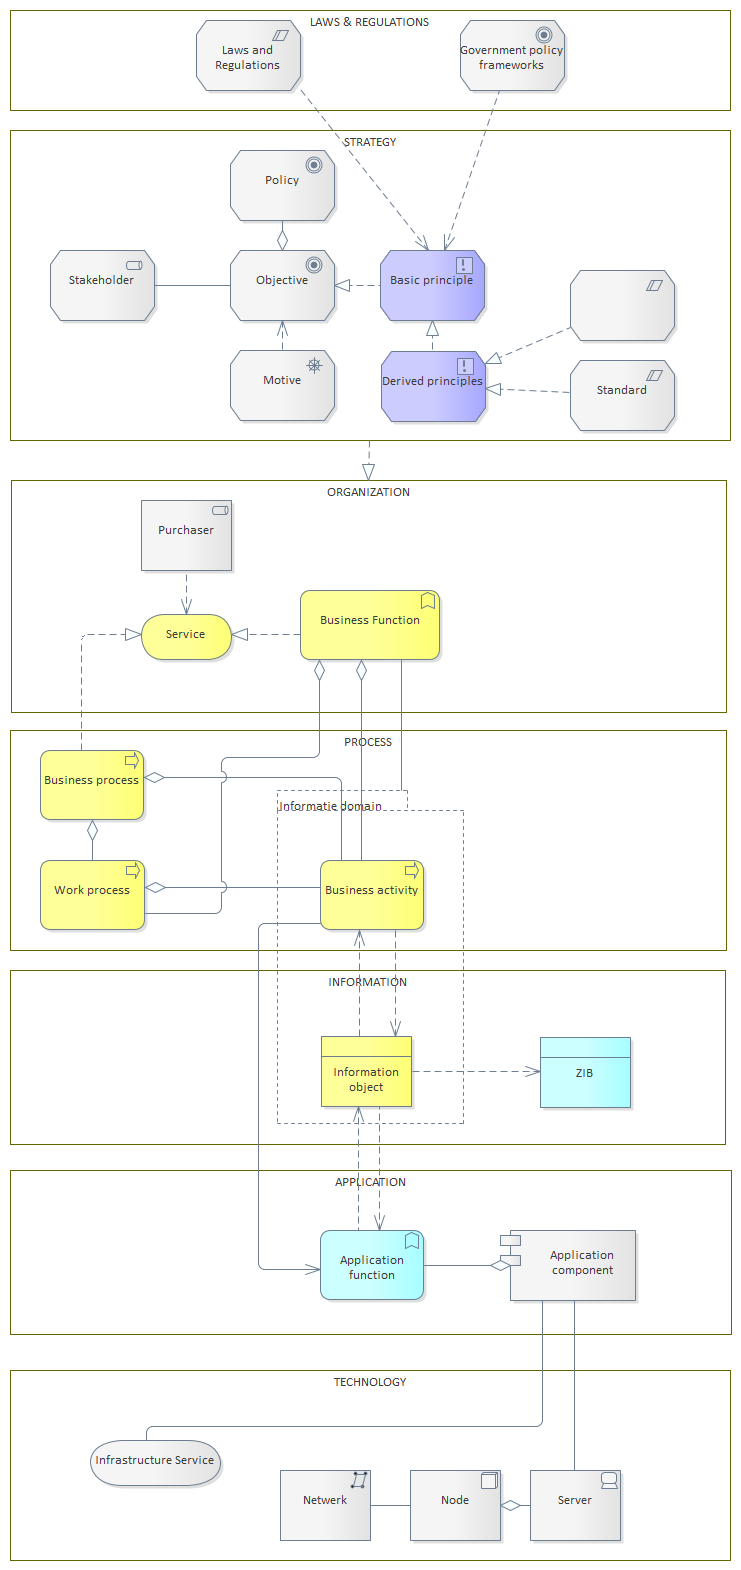 LAWS & REGULATIONS
Laws and
Regulations
Government policy
frameworks
STRATEGY
Policy
Stakeholder
Objective
Basic principle
Motive
Derived principles
Standard
ORGANIZATION
Purchaser
Service
Business Function
PROCESS
Business process
Informatie domain
Work process
Business activity
INFORMATION
Information
object
ZIB
APPLICATION
Application
function
Application
component
TECHNOLOGY
Infrastructure Service
Netwerk
Node
Server